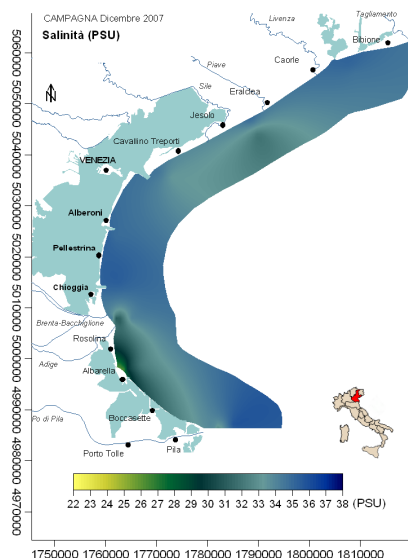 CAMPAGNA Dicembre 2007
Salinità (PSU)
Tagliamento
Livenza
Bibione
Caorle
Piave
Eraclea
Sile
N
Jesolo
Cavallino Treporti
VENEZIA
Alberoni
Pellestrina
Chioggia
Brenta-Bacchiglione
Rosolina
Adige
Albarella
Po di Pila
Boccasette
Pila
Porto Tolle
22 23 24 25 26 27 28 29 30 31 32 33 34 35 36 37 38 (PSU)
5060000
5050000
5040000
5030000
5020000
5010000
5000000
4990000
4980000
4970000
1750000 1760000 1770000 1780000 1790000 1800000 1810000